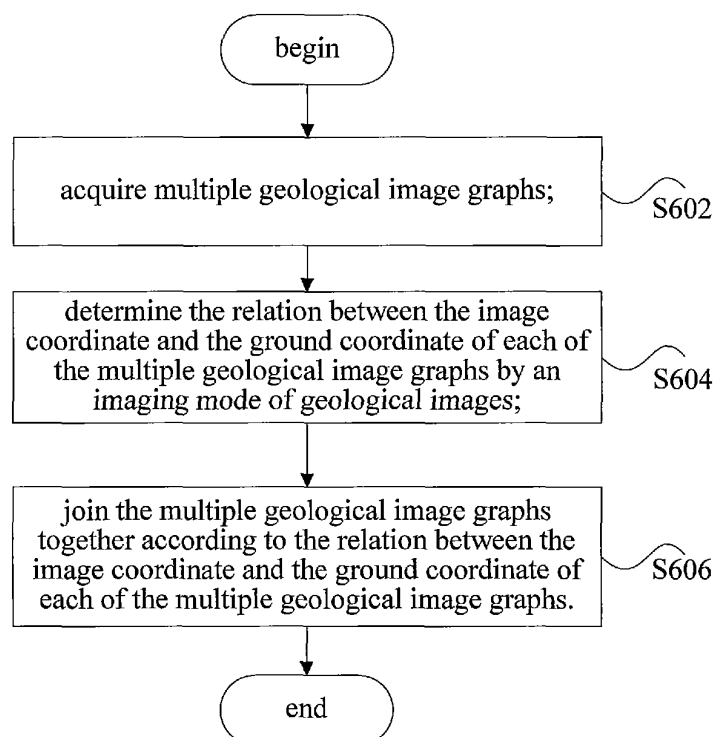 begin
acquire multiple geological image graphs;
S602
determine the relation between the image
coordinate and the ground coordinate of each of
the multiple geological image graphs by an
imaging mode of geological images;
S604
join the multiple geological image graphs
together according to the relation between the
image coordinate and the ground coordinate of
each of the multiple geological image graphs.
S606
end